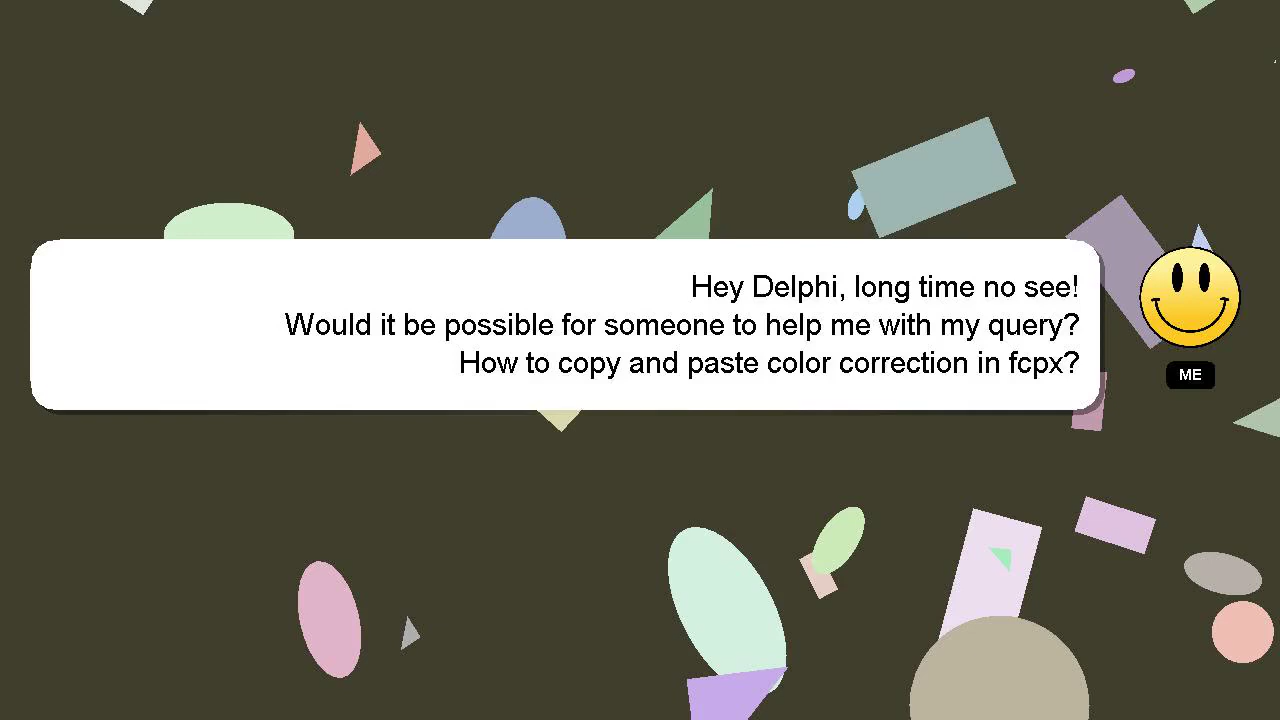 Hey Delphi, long time no see!
Would it be possible for someone to help me with my query?
How to copy and paste color correction in fcpx?
ME